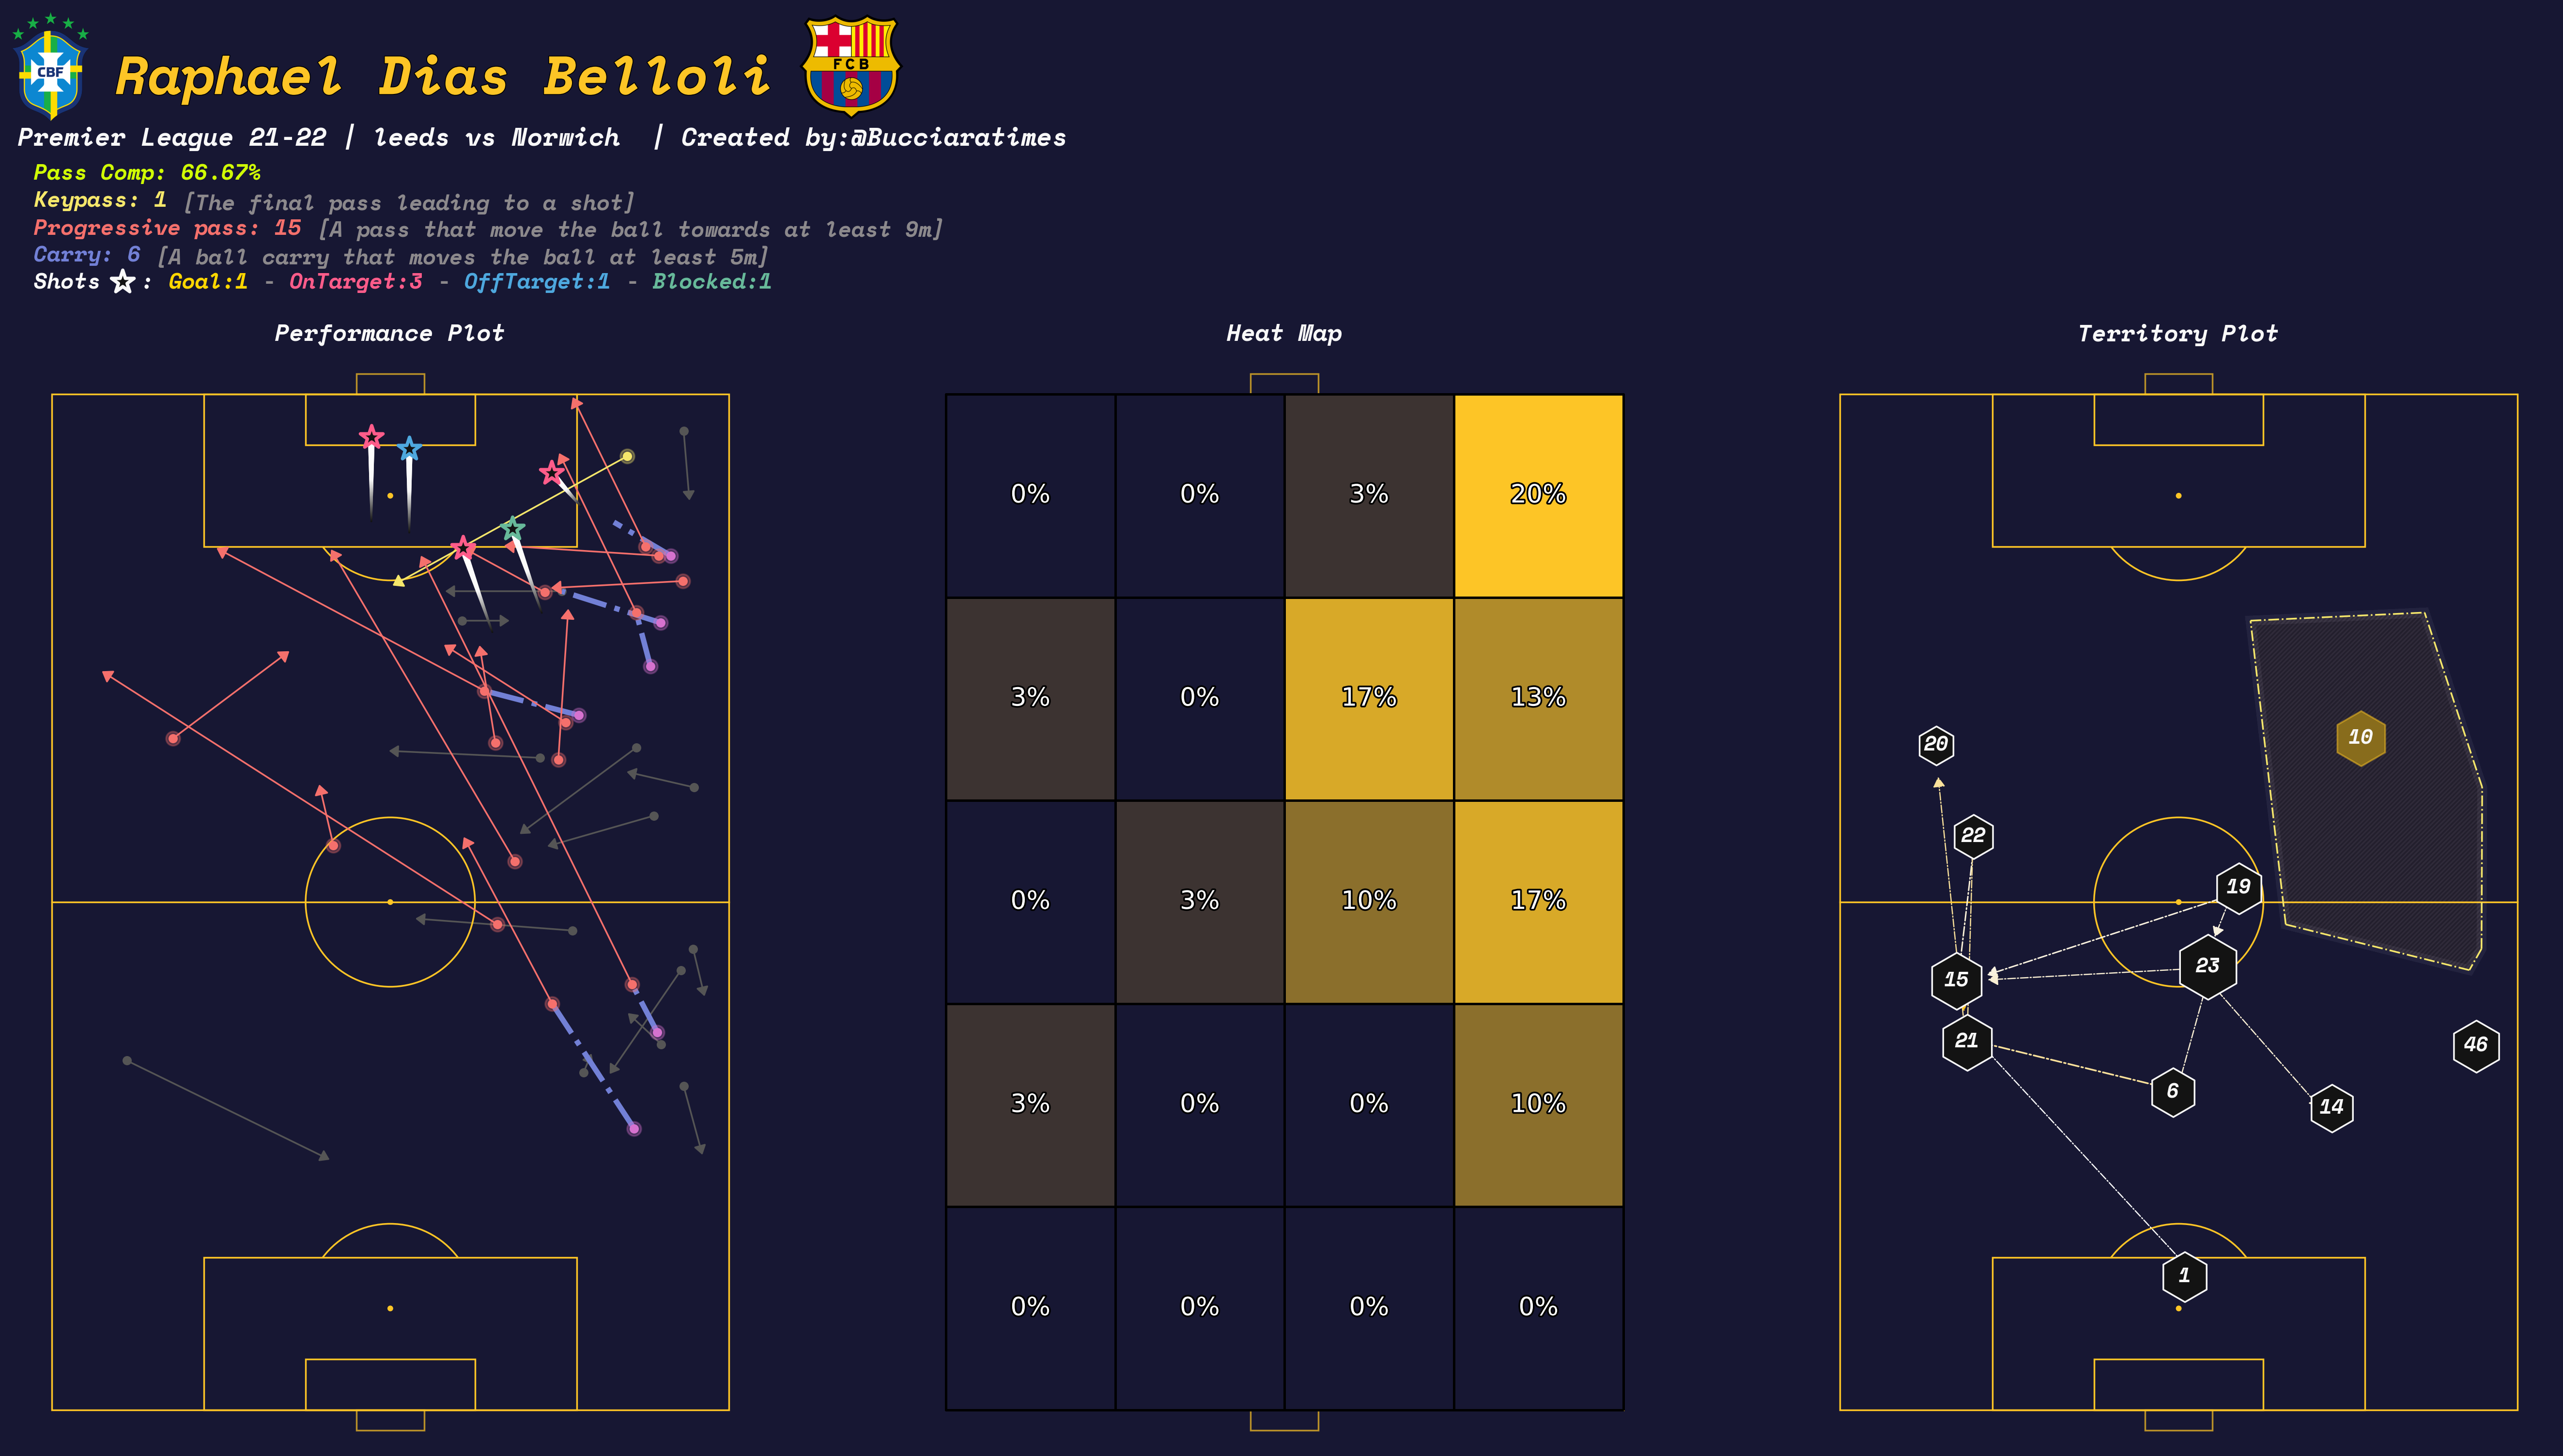 CBF
Raphael Dias Belloli
FCB
Premier League 21-22 | leeds vs Norwich | Created by:@Bucciaratimes
Pass Comp: 66.67%
Keypass: 1 [The final pass leading to a shot]
Progressive pass: 15 [A pass that move the ball towards at least 9m]
Carry: 6 [A ball carry that moves the ball at least 5m]
Shots : Goal:1 - OnTarget:3 - OffTarget:1 - Blocked:1
Performance Plot
Heat Map
0% 0% 3% 20%
3% 0% 17% 13%
0% 3% 10% 17%
3% 0% 0% 10%
0% 0% 0% 0%
Territory Plot
10
20
22
19
23
15
21
46
6
14
1